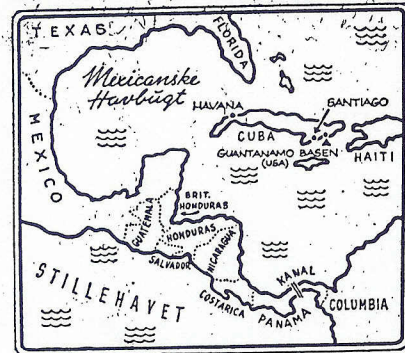 TEXAS
FLORIDA
Mexicanske
Havbugt
MEXICO
HAVANA
SANTIAGO
CUBA
GUANTANAMO BASEN
(USA)
HAITI
BRIT.
HONDURAS
GUATEMALA
HONDURAS
NICARAGUA
SALVADOR
STILLEHAVET
COSTARICA
KANAL
PANAMA
COLUMBIA